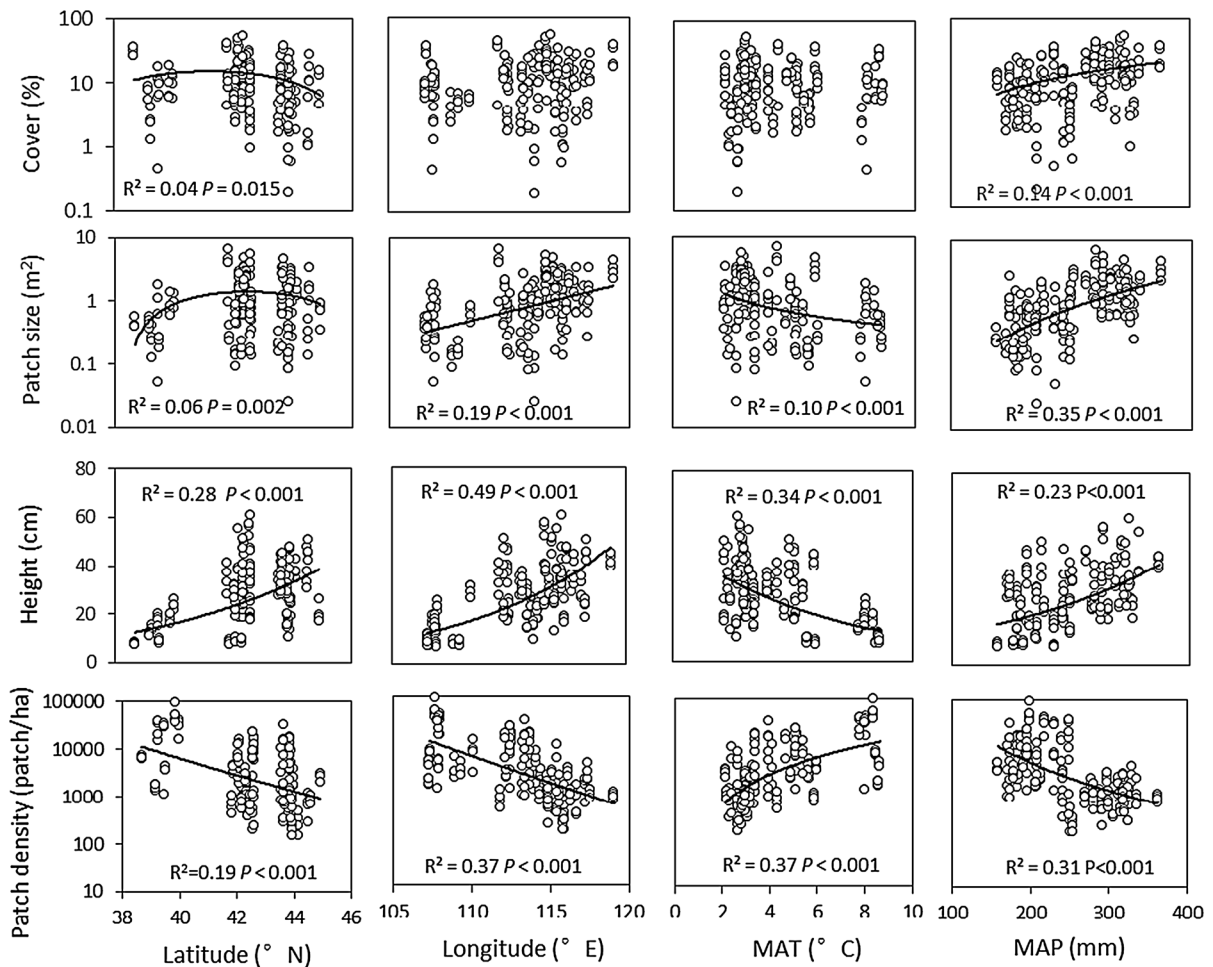 100
10
1
0.1
Cover (%)
R² = 0.04 P = 0.015
R² = 0.14 P < 0.001
10
1
0.1
0.01
Patch size (m²)
R² = 0.06 P = 0.002
R² = 0.19 P < 0.001
R² = 0.10 P < 0.001
R² = 0.35 P < 0.001
80
60
40
20
0
Height (cm)
R² = 0.28 P < 0.001
R² = 0.49 P < 0.001
R² = 0.34 P < 0.001
R² = 0.23 P<0.001
100000
10000
1000
100
10
Patch density (patch/ha)
R²=0.19 P < 0.001
R² = 0.37 P < 0.001
R² = 0.37 P < 0.001
R² = 0.31 P<0.001
38 40 42 44 46
105 110 115 120
0 2 4 6 8 10
100 200 300 400
Latitude (° N)
Longitude (° E)
MAT (° C)
MAP (mm)